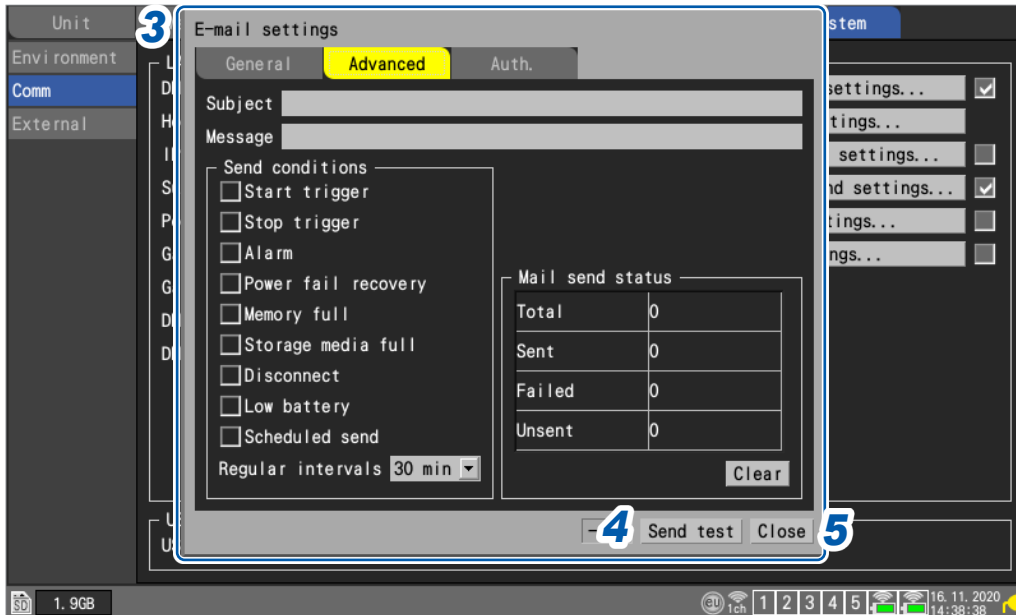 Unit
3
E-mail settings
stem
Environment
General
Advanced
Auth.
Comm
Subject
settings...
External
Message
tings...
Send conditions
settings...
Start trigger
nd settings...
Stop trigger
tings...
Alarm
ngs...
Power fail recovery
Mail send status
Memory full
Total 0
Storage media full
Sent 0
Disconnect
Failed 0
Low battery
Unsent 0
Scheduled send
Regular intervals 30 min
Clear
4
Send test
Close
5
SD
1. 9GB
EU
1ch
1 2 3 4 5
16. 11. 2020
14:38:38